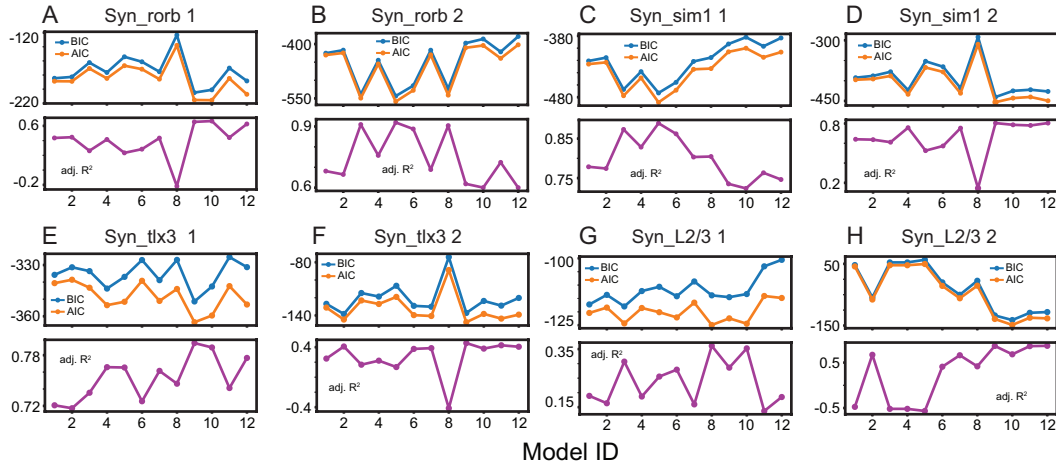 A Syn_rorb 1
-120
BIC
AIC
-220
0.6
adj. R²
-0.2
2 4 6 8 10 12
B Syn_rorb 2
-400
BIC
AIC
-550
0.9
adj. R²
0.6
2 4 6 8 10 12
C Syn_sim1 1
-380
BIC
AIC
-480
0.85
adj. R²
0.75
2 4 6 8 10 12
D Syn_sim1 2
-300
BIC
AIC
-450
0.8
adj. R²
0.2
2 4 6 8 10 12
E Syn_tlx3 1
-330
BIC
AIC
-360
0.78
adj. R²
0.72
2 4 6 8 10 12
F Syn_tlx3 2
-80
BIC
AIC
-140
0.4
adj. R²
-0.4
2 4 6 8 10 12
G Syn_L2/3 1
-100
BIC
AIC
-125
0.35
adj. R²
0.15
2 4 6 8 10 12
H Syn_L2/3 2
50
BIC
AIC
-150
0.5
adj. R²
-0.5
2 4 6 8 10 12
Model ID